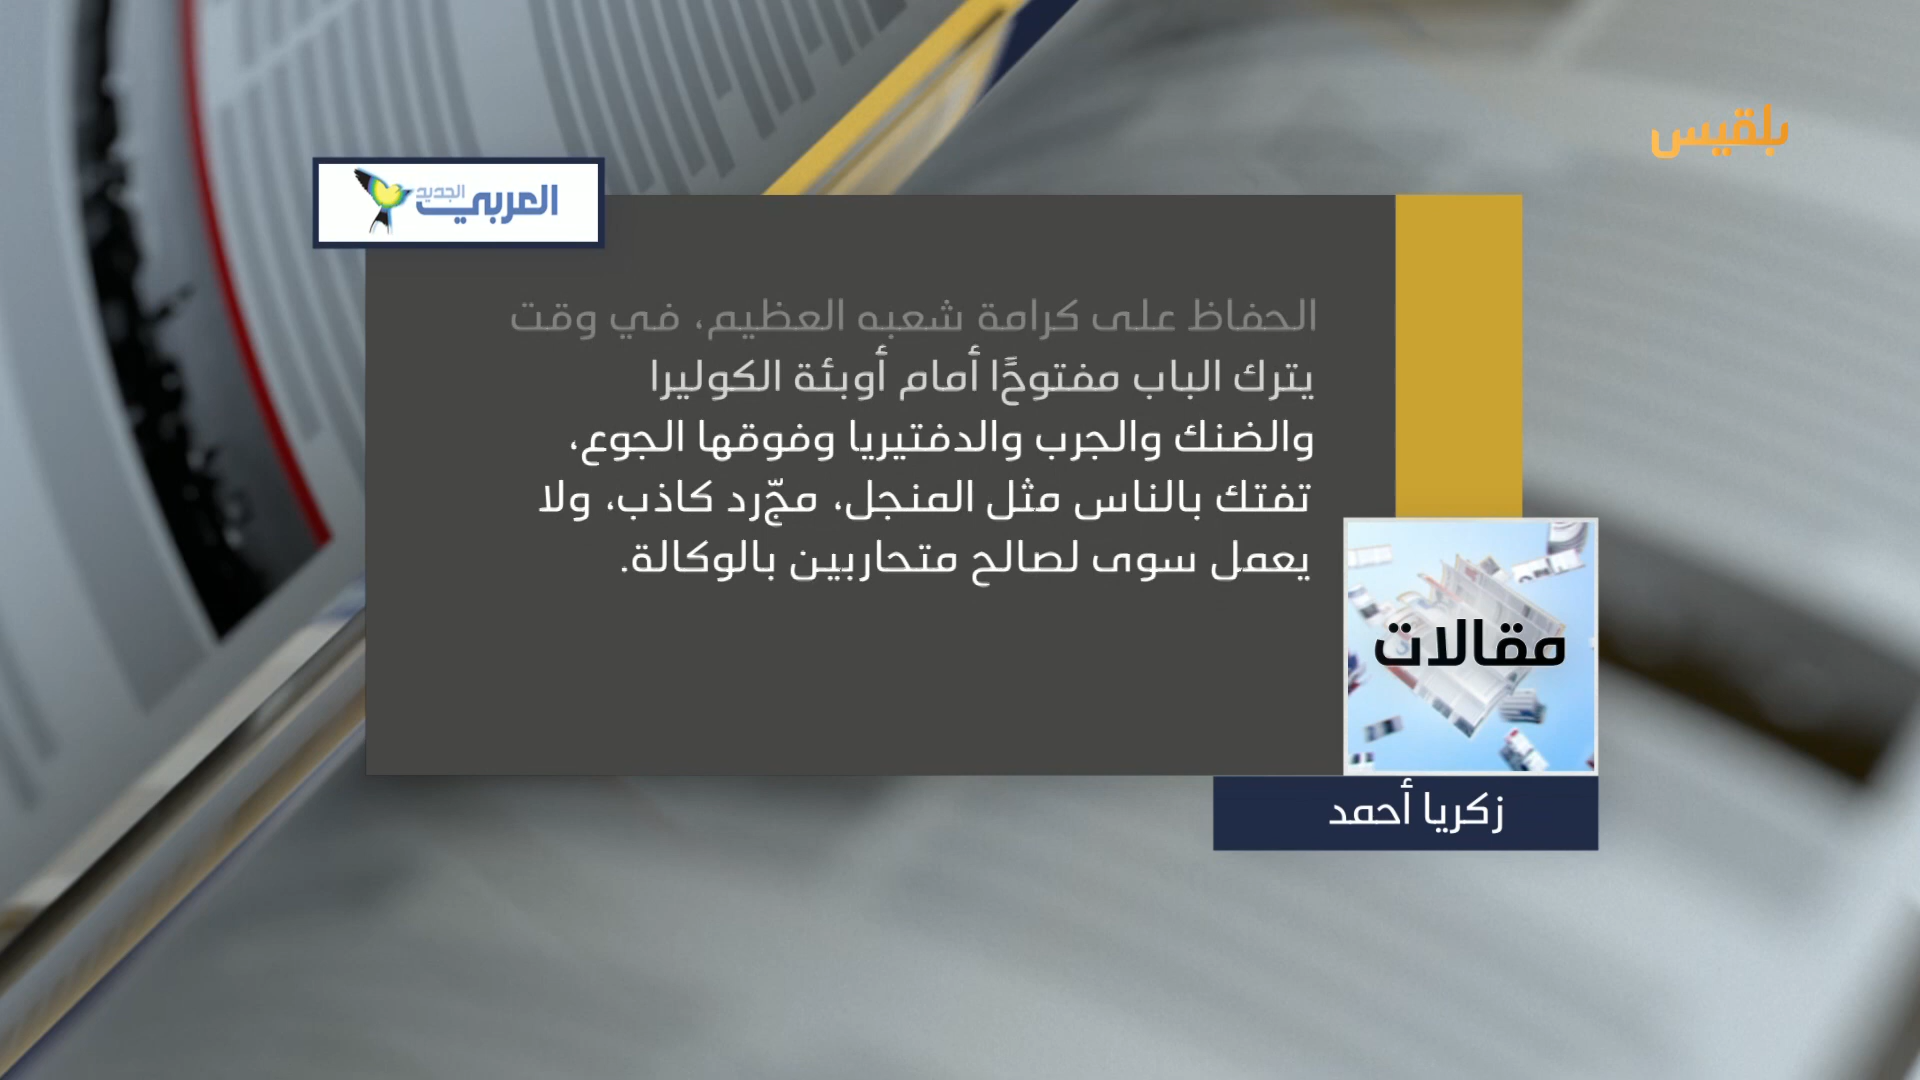 بلقيس
العربي الجديد
الحفاظ على كرامة شعبه العظيم، في وقت
يترك الباب مفتوحًا أمام أوبئة الكوليرا
والضنك والجرب والدفتيريا وفوقها الجوع،
تفتك بالناس مثل المنجل، مجّرد كاذب، ولا
يعمل سوى لصالح متحاربين بالوكالة.
مقالات
زكريا أحمد